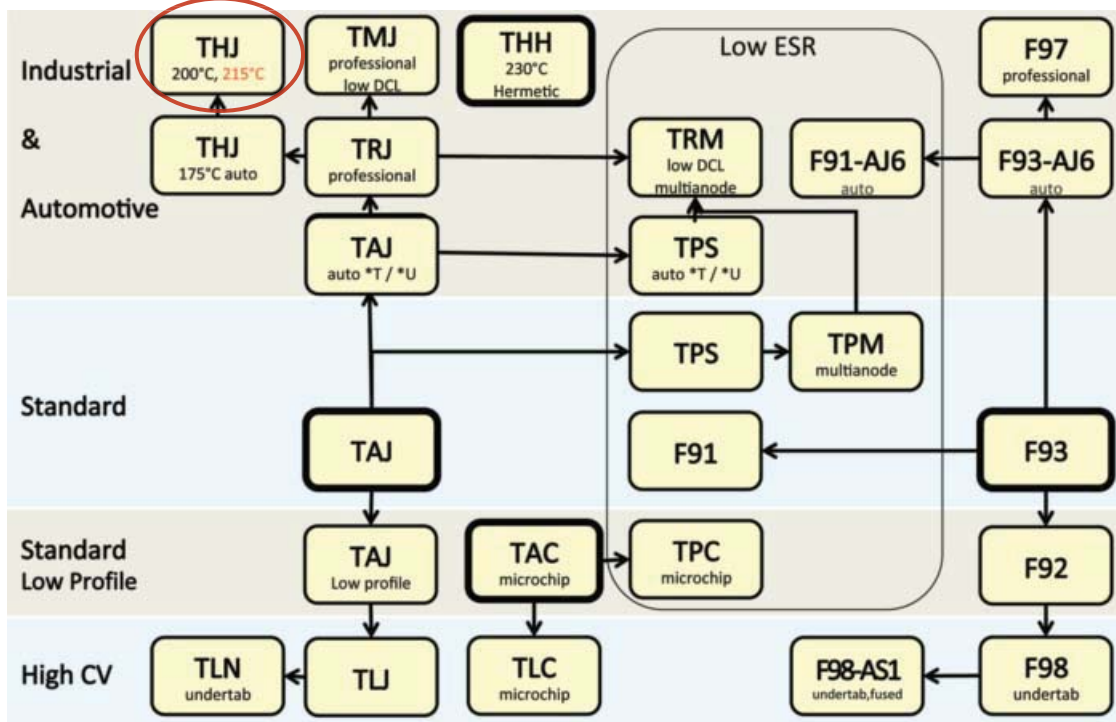 Industrial
&
Automotive
THJ
200°C, 215°C
TMJ
professional
low DCL
THH
230°C
Hermetic
Low ESR
F97
professional
THJ
175°C auto
TRJ
professional
TRM
low DCL
multianode
F91-AJ6
auto
F93-AJ6
auto
TAJ
auto *T / *U
TPS
auto *T / *U
Standard
TPS
TPM
multianode
TAJ
F91
F93
Standard
Low Profile
TAJ
Low profile
TAC
microchip
TPC
microchip
F92
High CV
TLN
undertab
TLJ
TLC
microchip
F98-AS1
undertab,fused
F98
undertab